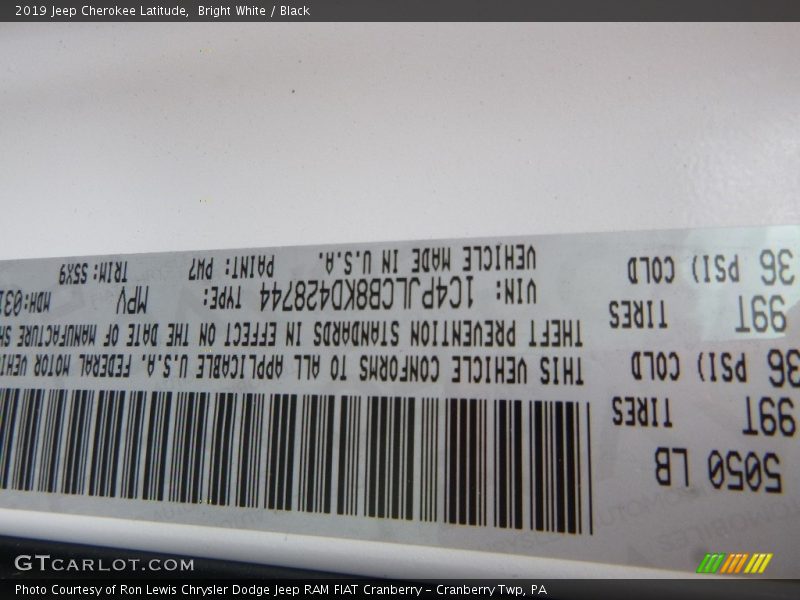 2019 Jeep Cherokee Latitude,  Bright White / Black
5050 LB
99T TIRES
36 PSI) COLD
99T TIRES
36 PSI) COLD
THIS VEHICLE CONFORMS TO ALL APPLICABLE U.S.A. FEDERAL MOTOR
THEFT PREVENTION STANDARDS IN EFFECT ON THE DATE OF MANUFACTURE
VIN: 1C4PJLCB8KD428744 TYPE: MPV MDH:031
VEHICLE MADE IN U.S.A. PAINT: PW7 TRIM: S5X9
GTCARLOT.COM
Photo Courtesy of Ron Lewis Chrysler Dodge Jeep RAM FIAT Cranberry – Cranberry Twp, PA